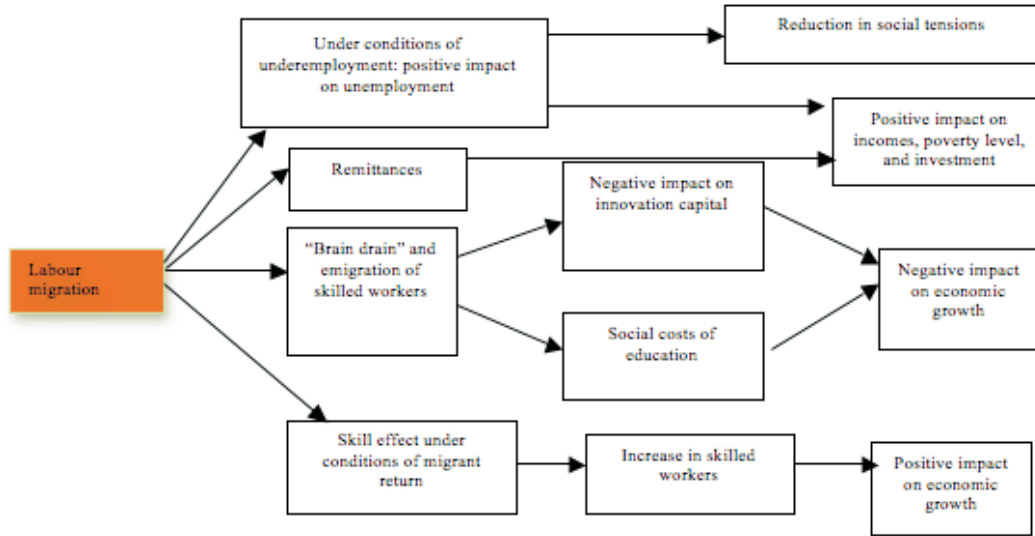 Under conditions of
underemployment: positive impact
on unemployment
Reduction in social tensions
Positive impact on
incomes, poverty level,
and investment
Remittances
Negative impact on
innovation capital
Labour
migration
“Brain drain” and
emigration of
skilled workers
Negative impact
on economic
growth
Social costs of
education
Skill effect under
conditions of migrant
return
Increase in skilled
workers
Positive impact
on economic
growth